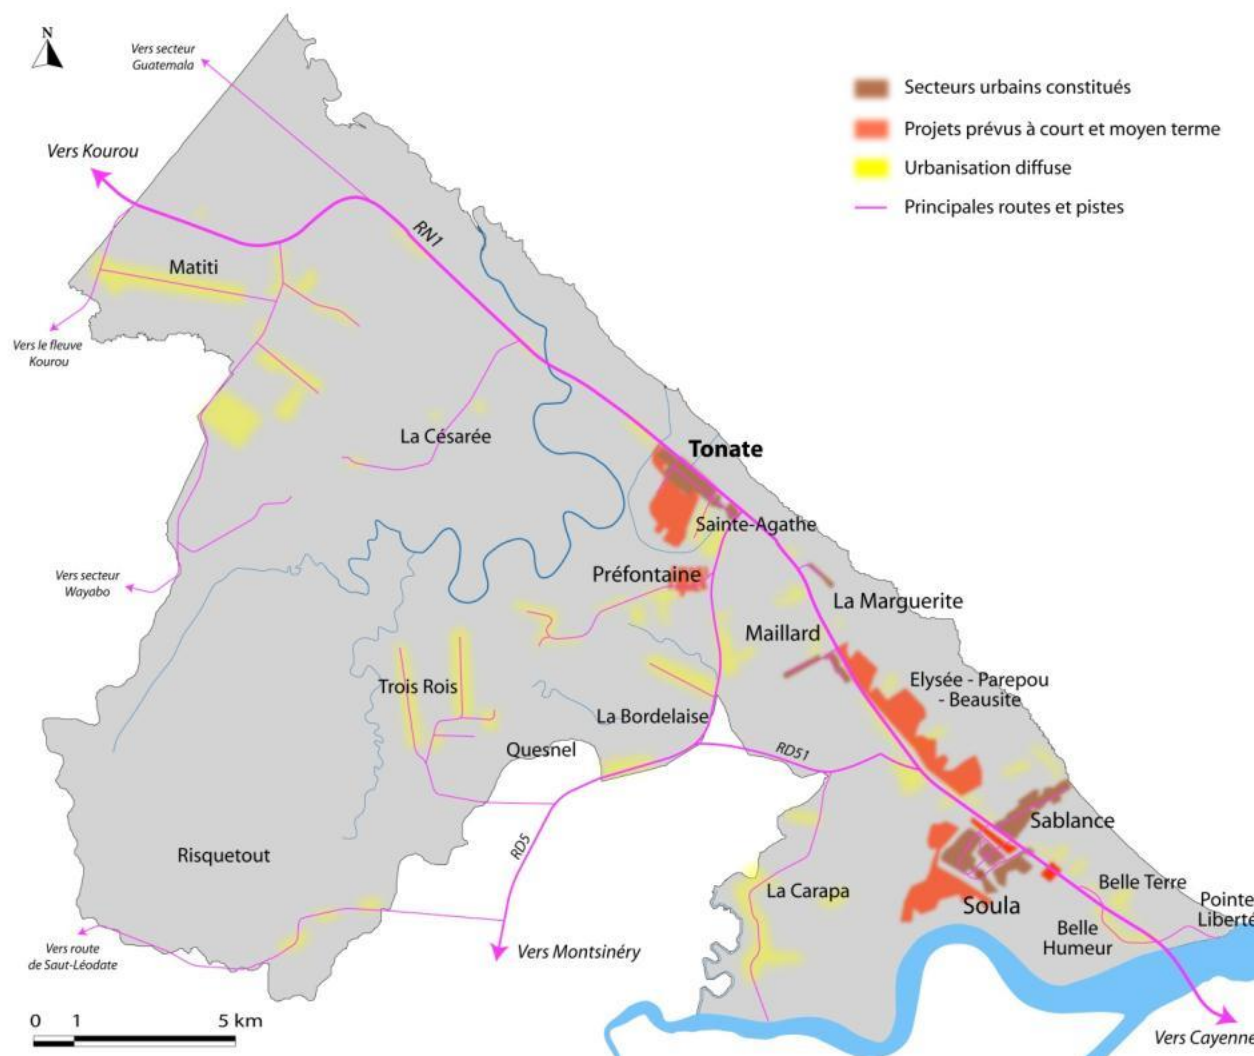 N
Vers secteur
Guatemala
Secteurs urbains constitués
Projets prévus à court et moyen terme
Urbanisation diffuse
Principales routes et pistes
Vers Kourou
RN1
Matiti
Vers le fleuve
Kourou
La Césarée
Tonate
Sainte-Agathe
Vers secteur
Wayabo
Préfontaine
La Marguerite
Maillard
Elysée - Parepou
- Beausite
Trois Rois
La Bordelaise
Quesnel
RD51
Sablance
RD5
Risquetout
La Carapa
Belle Terre
Soula
Pointe
Liberté
Belle
Humeur
Vers route
de Saut-Léodate
Vers Montsinéry
0 1 5 km
Vers Cayenne